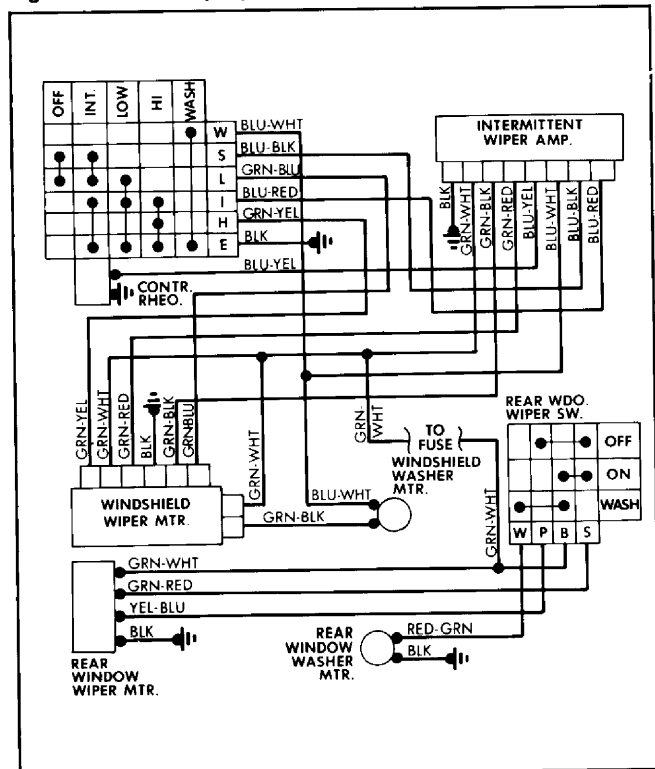 OFF
INT.
LOW
HI
WASH
W
S
L
I
H
E
BLU-WHT
BLU-BLK
GRN-BLU
BLU-RED
GRN-YEL
BLK
BLU-YEL
CONTR.
RHEO.
INTERMITTENT
WIPER AMP.
BLK
GRN-WHT
GRN-BLK
GRN-RED
BLU-YEL
BLU-WHT
BLU-BLK
BLU-RED
GRN-YEL
GRN-WHT
GRN-RED
BLK
GRN-BLK
GRNBLU
GRN-WHT
WINDSHIELD
WIPER MTR.
GRN-BLK
BLU-WHT
GRN-
WHT
TO
FUSE
WINDSHIELD
WASHER
MTR.
GRN-WHT
REAR WDO.
WIPER SW.
OFF
ON
WASH
W P B S
GRN-WHT
GRN-RED
YEL-BLU
BLK
REAR
WINDOW
WIPER MTR.
REAR
WINDOW
WASHER
MTR.
RED-GRN
BLK